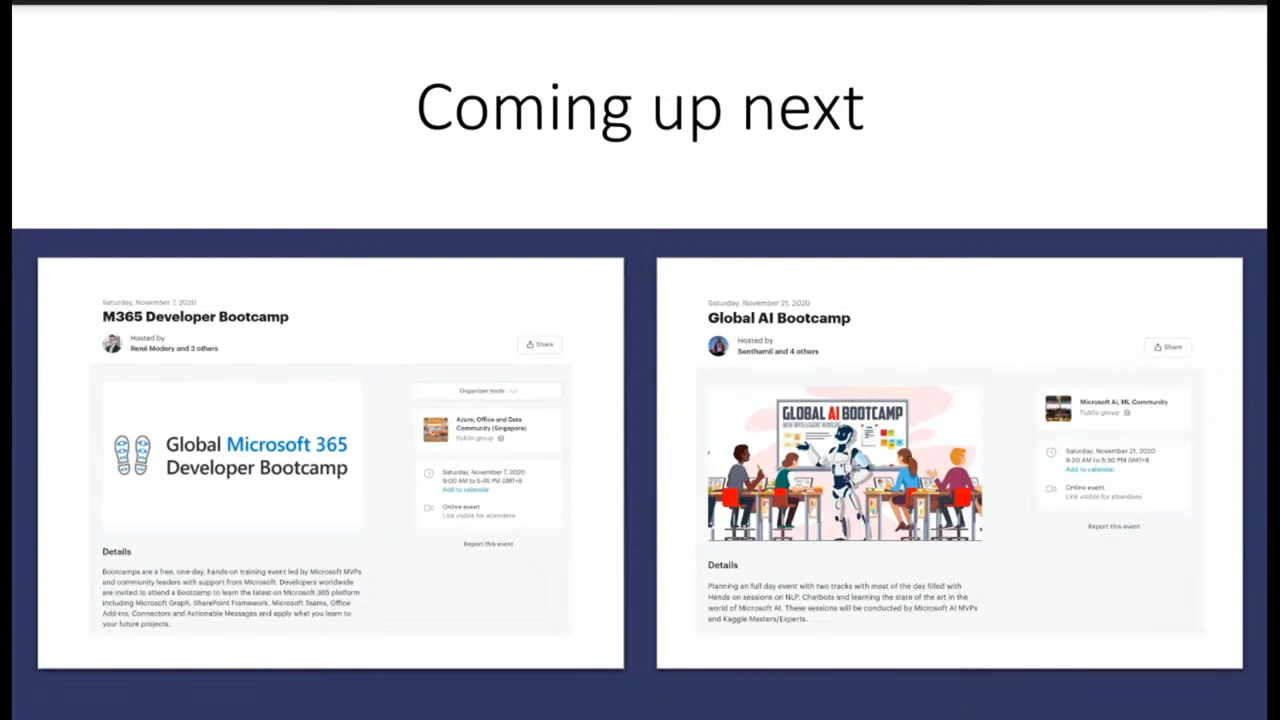 Coming up next
Saturday, November 7, 2020
M365 Developer Bootcamp
Hosted by
René Modery and 3 others
Share
Organizer tools
Global Microsoft 365
Developer Bootcamp
Azure, Office and Data
Community (Singapore)
Public group
Saturday, November 7, 2020
9:00 AM to 5:45 PM GMT+8
Add to calendar
Online event
Link visible for attendees
Report this event
Details
Bootcamps are a free, one-day, hands-on training event led by Microsoft MVPs
and community leaders with support from Microsoft. Developers worldwide
are invited to attend a Bootcamp to learn the latest on Microsoft 365 platform
including Microsoft Graph, SharePoint Framework, Microsoft Teams, Office
Add-ins, Connectors and Actionable Messages and apply what you learn to
your future projects.
Saturday, November 21, 2020
Global AI Bootcamp
Hosted by
Senthamil and 4 others
Share
GLOBAL AI BOOTCAMP
Microsoft Ai, ML Community
Public group
Saturday, November 21, 2020
9:30 AM to 5:30 PM GMT+8
Add to calendar
Online event
Link visible for attendees
Report this event
Details
Planning an full day event with two tracks with most of the day filled with
Hands on sessions on NLP, Chatbots and learning the state of the art in the
world of Microsoft AI. These sessions will be conducted by Microsoft AI MVPs
and Kaggle Masters/Experts.